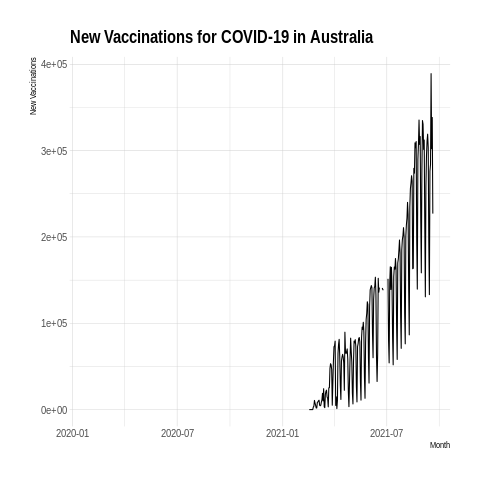 New Vaccinations for COVID-19 in Australia
New Vaccinations
4e+05
3e+05
2e+05
1e+05
0e+00
2020-01
2020-07
2021-01
2021-07
Month